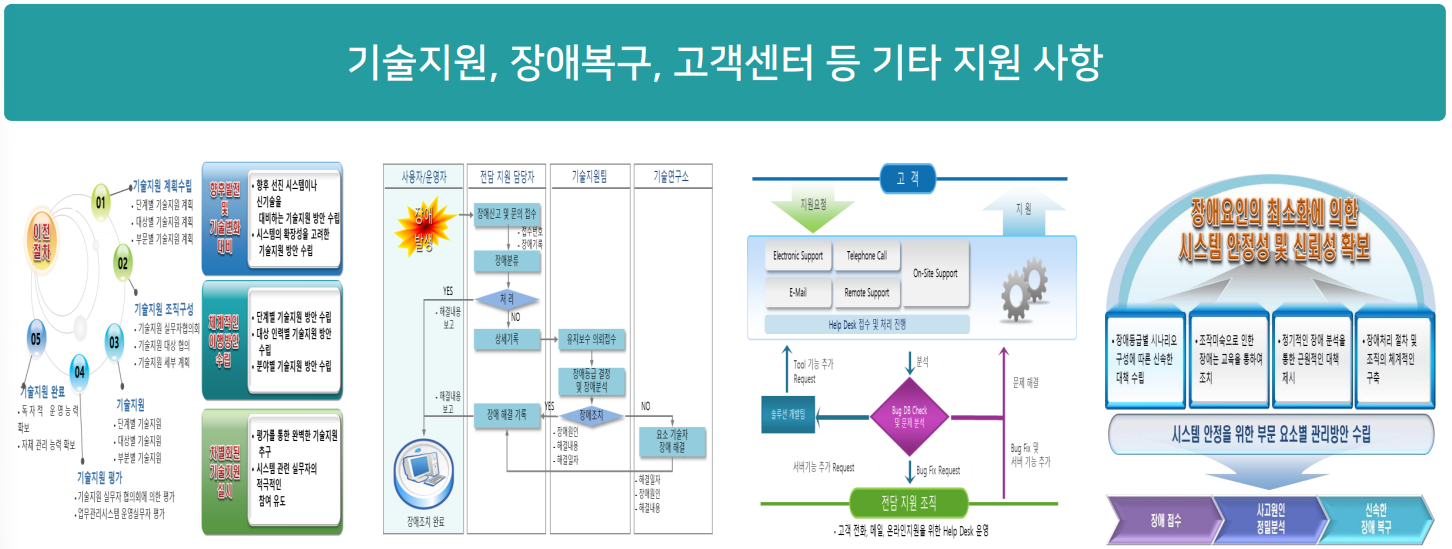 기술지원, 장애복구, 고객센터 등 기타 지원 사항
이전
절차
01
기술지원 계획수립
• 단계별 기술지원 계획
• 대상별 기술지원 계획
• 부문별 기술지원 계획
02
기술지원 조직구성
• 기술지원 실무자협의회
• 기술지원 대상 협의
• 기술지원 세부 계획
03
기술지원
• 단계별 기술지원
• 대상별 기술지원
• 부분별 기술지원
04
기술지원 평가
• 기술지원 실무자 협의회에 의한 평가
• 업무관리시스템 운영실무자 평가
05
기술지원 완료
• 독자적 운영능력
확보
• 자체 관리 능력 확보
향후발전
및
기술변화
대비
• 향후 선진 시스템이나
신기술을
대비하는 기술지원 방안 수립
• 시스템의 확장성을 고려한
기술지원 방안 수립
체계적인
이행방안
수립
• 단계별 기술지원 방안 수립
• 대상 인력별 기술지원 방안
수립
• 분야별 기술지원 방안 수립
차별화된
기술지원
실시
• 평가를 통한 완벽한 기술지원
추구
• 시스템 관련 실무자의
적극적인
참여 유도
사용자/운영자
전담 지원 담당자
기술지원팀
기술연구소
장애
발생
장애신고 및 문의 접수
• 접수번호
• 장애기록
장애분류
YES
처 리
• 해결내용
보고
NO
상세기록
유지보수 의뢰접수
장애등급 결정
및 장애분석
• 해결내용
보고
장애 해결 기록
YES
장애조치
NO
• 장애원인
• 해결내용
• 해결일자
요소 기술자
장애 해결
• 해결일자
• 장애원인
• 해결내용
장애조치 완료
고 객
지원요청
지 원
Electronic Support
Telephone Call
On-Site Support
E-Mail
Remote Support
Help Desk 접수 및 처리 진행
Tool 기능 추가
Request
분석
문제 해결
솔루션 개발팀
Bug DB Check
및 문제 분석
서버기능 추가 Request
Bug Fix Request
Bug Fix 및
서버 기능 추가
전담 지원 조직
• 고객 전화, 메일, 온라인지원을 위한 Help Desk 운영
장애요인의 최소화에 의한
시스템 안정성 및 신뢰성 확보
• 장애등급별 시나리오
구성에 따른 신속한
대책 수립
• 조작미숙으로 인한
장애는 교육을 통하여
조치
• 정기적인 장애 분석을
통한 근원적인 대책
제시
• 장애처리 절차 및
조직의 체계적인
구축
시스템 안정을 위한 부문 요소별 관리방안 수립
장애 접수
사고원인
정밀분석
신속한
장애 복구